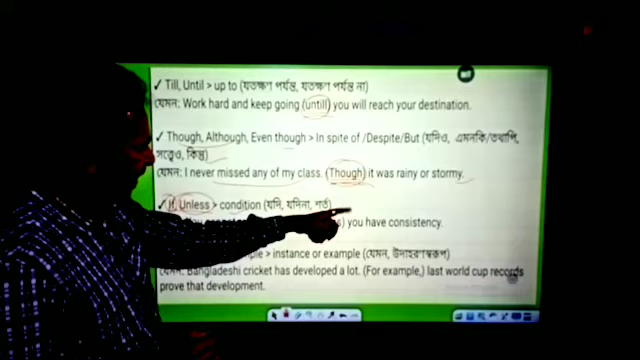 ✓ Till, Until > up to (যতক্ষণ পর্যন্ত, যতক্ষণ পর্যন্ত না)
যেমন: Work hard and keep going (untill) you will reach your destination.
✓ Though, Although, Even though > In spite of /Despite/But (যদিও, এমনকি/তথাপি,
সত্ত্বেও, কিন্তু)
যেমন: I never missed any of my class. (Though) it was rainy or stormy.
✓ If, Unless > condition (যদি, যদিনা, শর্ত)
you have consistency.
> instance or example (যেমন, উদাহরণস্বরূপ)
যেমন: Bangladeshi cricket has developed a lot. (For example,) last world cup records
prove that development.